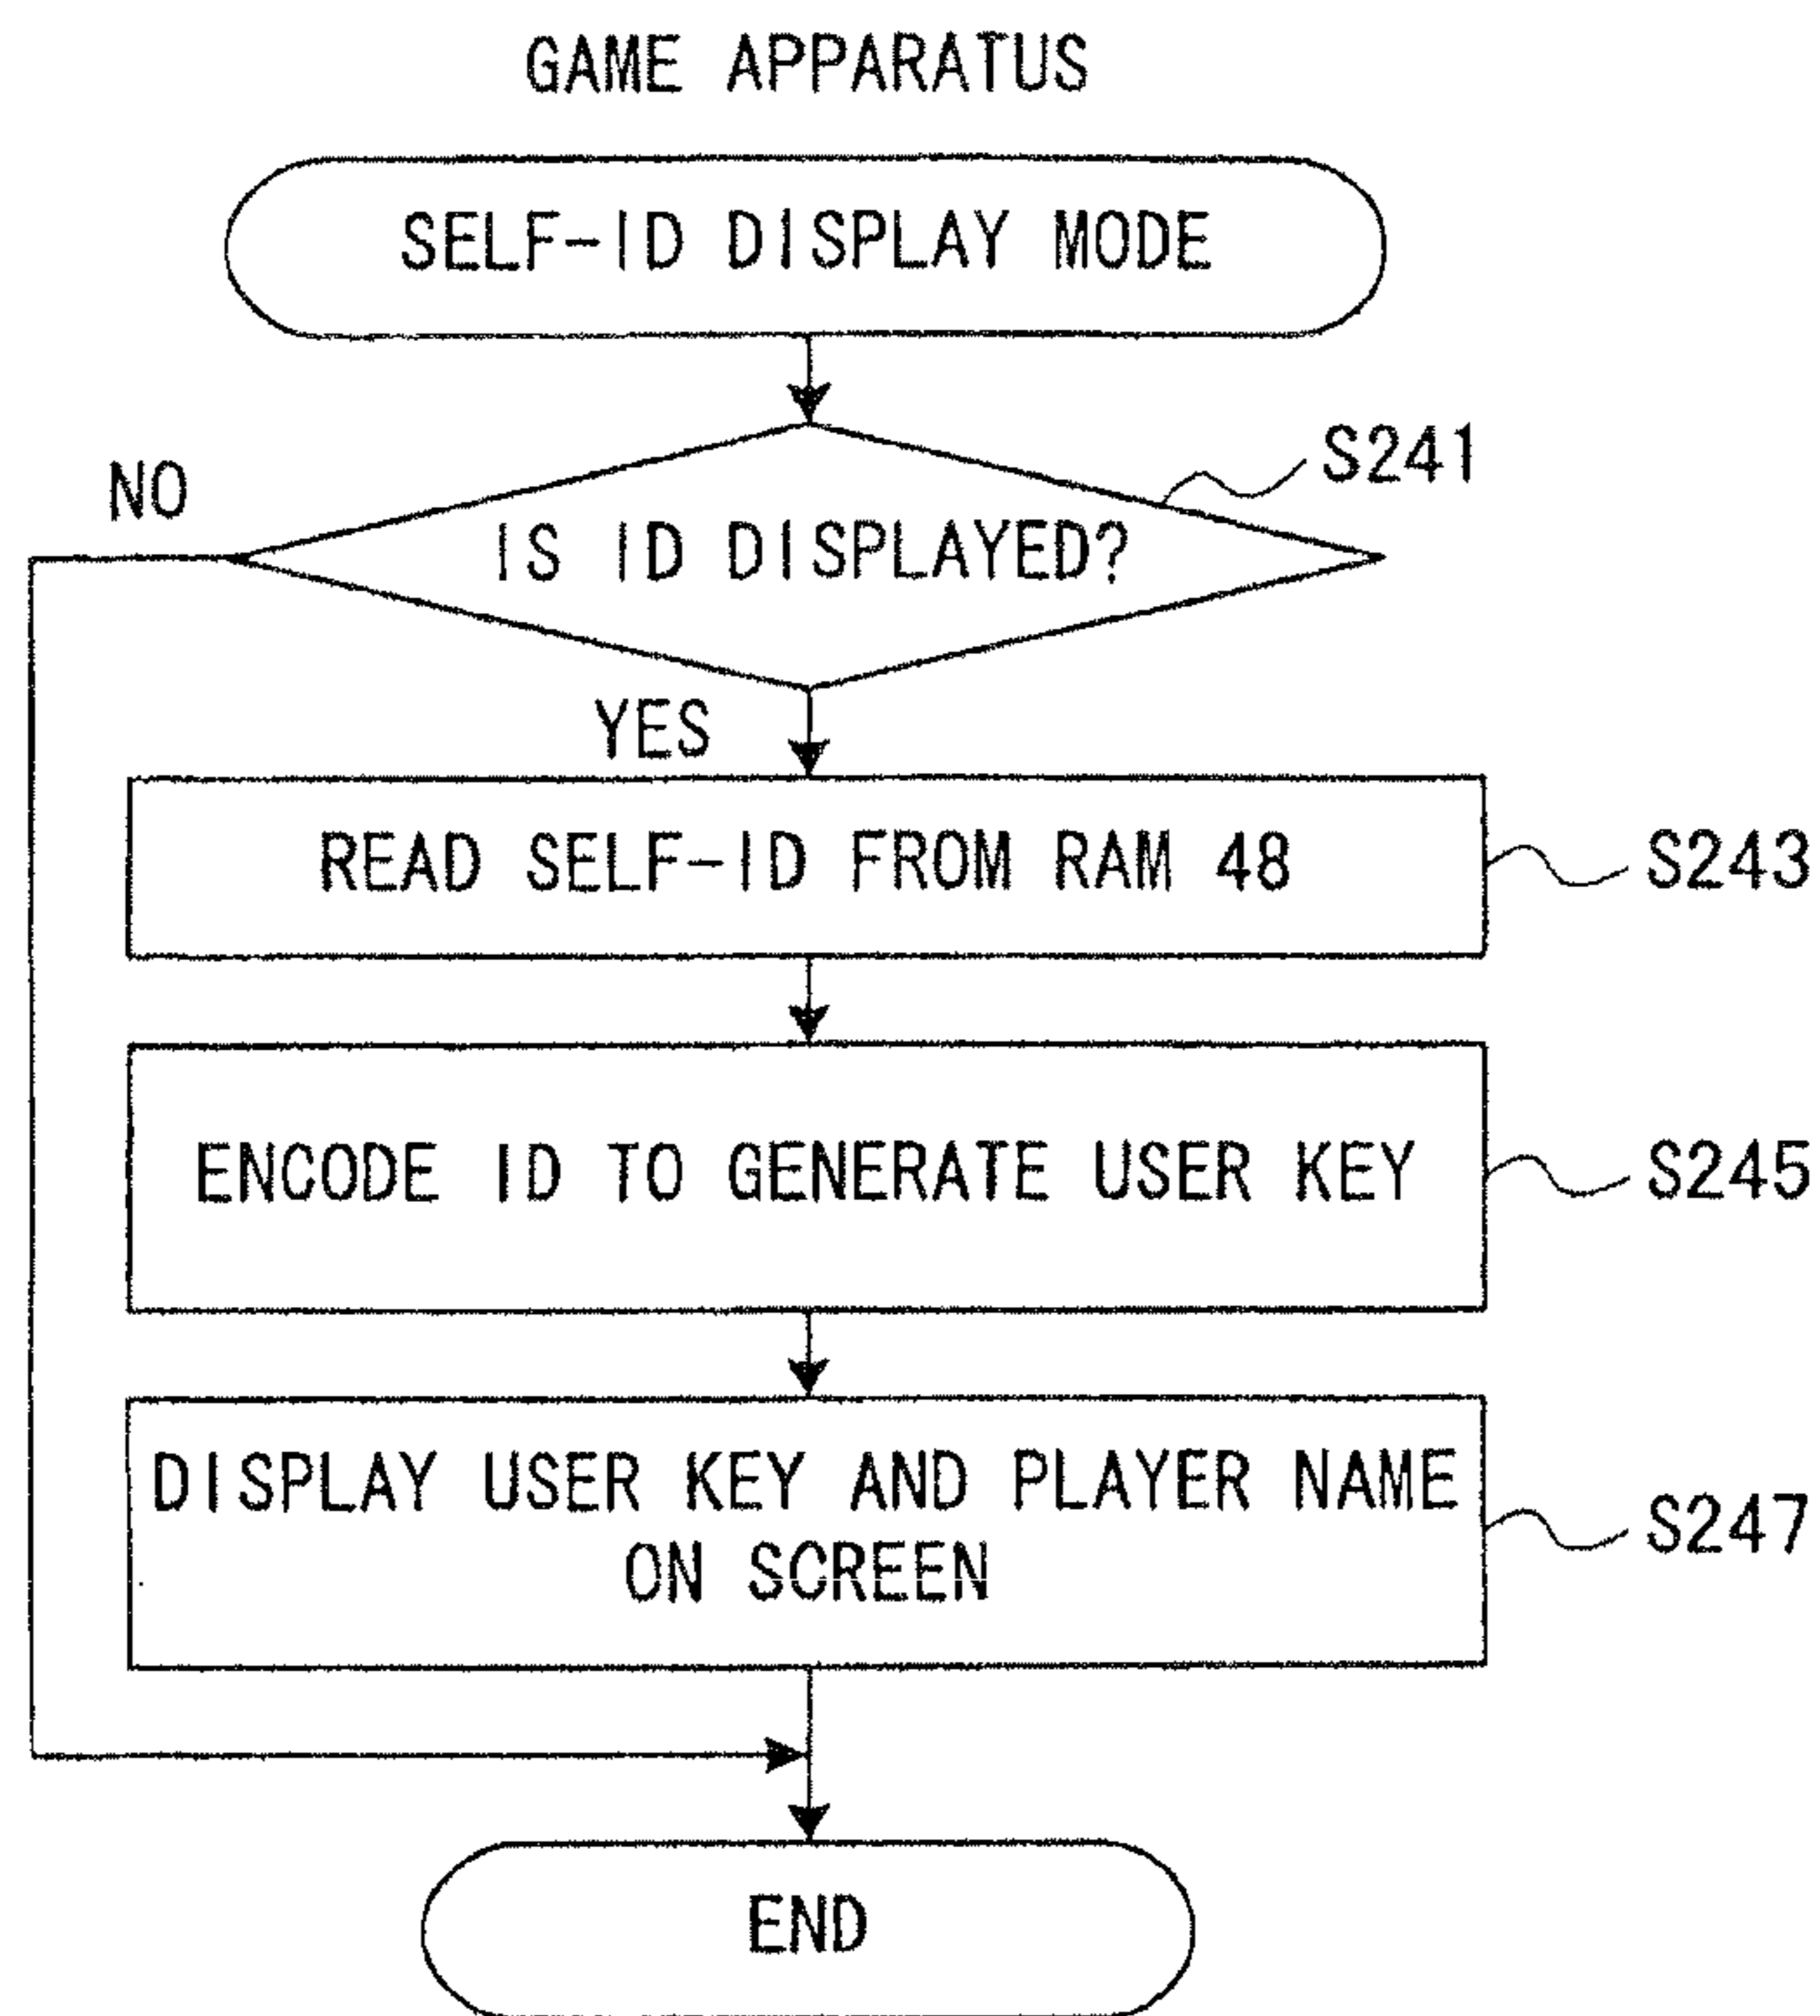 GAME APPARATUS
SELF-ID DISPLAY MODE
S241
NO
IS ID DISPLAYED?
YES
READ SELF-ID FROM RAM 48
S243
ENCODE ID TO GENERATE USER KEY
S245
DISPLAY USER KEY AND PLAYER NAME
ON SCREEN
S247
END